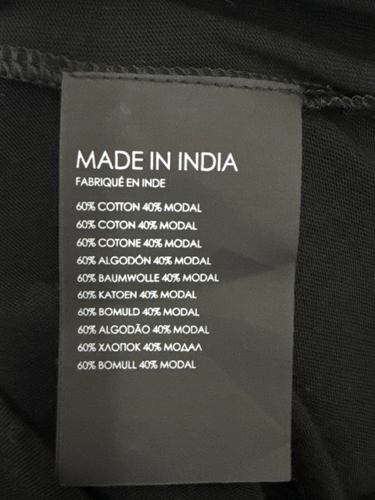 MADE IN INDIA
FABRIQUÉ EN INDE
60% COTTON 40% MODAL
60% COTON 40% MODAL
60% COTONE 40% MODAL
60% ALGODÓN 40% MODAL
60% BAUMWOLLE 40% MODAL
60% KATOEN 40% MODAL
60% BOMULD 40% MODAL
60% ALGODÃO 40% MODAL
60% ХЛОПОК 40% МОДАЛ
60% BOMULL 40% MODAL